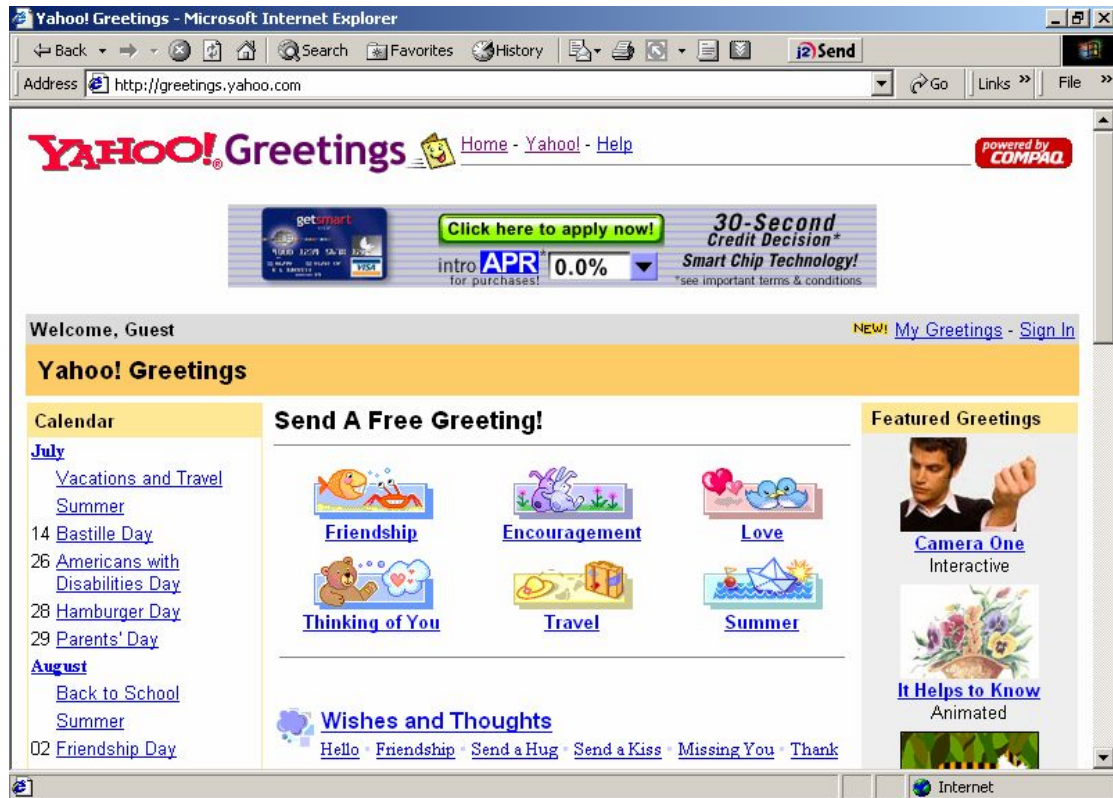 Yahoo! Greetings - Microsoft Internet Explorer
Back Search Favorites History j2 Send
Address http://greetings.yahoo.com Go Links » File »
YAHOO!® Greetings Home - Yahoo! - Help
powered by
COMPAQ
getsmart
VISA
Click here to apply now!
intro APR* 0.0%
for purchases!
30-Second
Credit Decision*
Smart Chip Technology!
*see important terms & conditions
Welcome, Guest NEW! My Greetings - Sign In
Yahoo! Greetings
Calendar
July
Vacations and Travel
Summer
14 Bastille Day
26 Americans with
Disabilities Day
28 Hamburger Day
29 Parents' Day
August
Back to School
Summer
02 Friendship Day
Send A Free Greeting!
Friendship Encouragement Love
Thinking of You Travel Summer
Wishes and Thoughts
Hello - Friendship - Send a Hug - Send a Kiss - Missing You - Thank
Featured Greetings
Camera One
Interactive
It Helps to Know
Animated
Internet